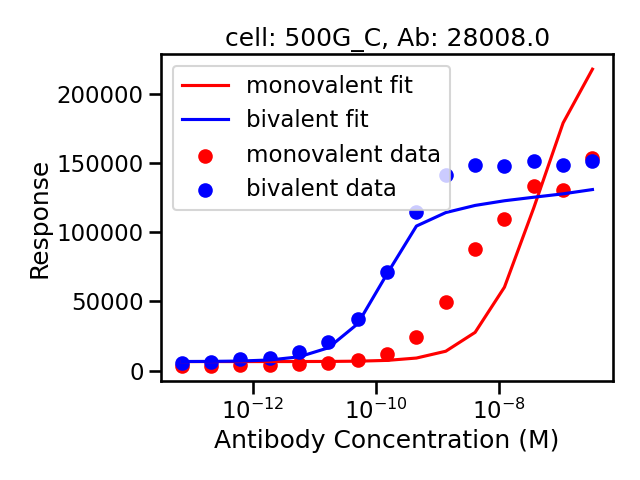 cell: 500G_C, Ab: 28008.0
monovalent fit
bivalent fit
monovalent data
bivalent data
Response
200000
150000
100000
50000
0
10⁻¹²
10⁻¹⁰
10⁻⁸
Antibody Concentration (M)